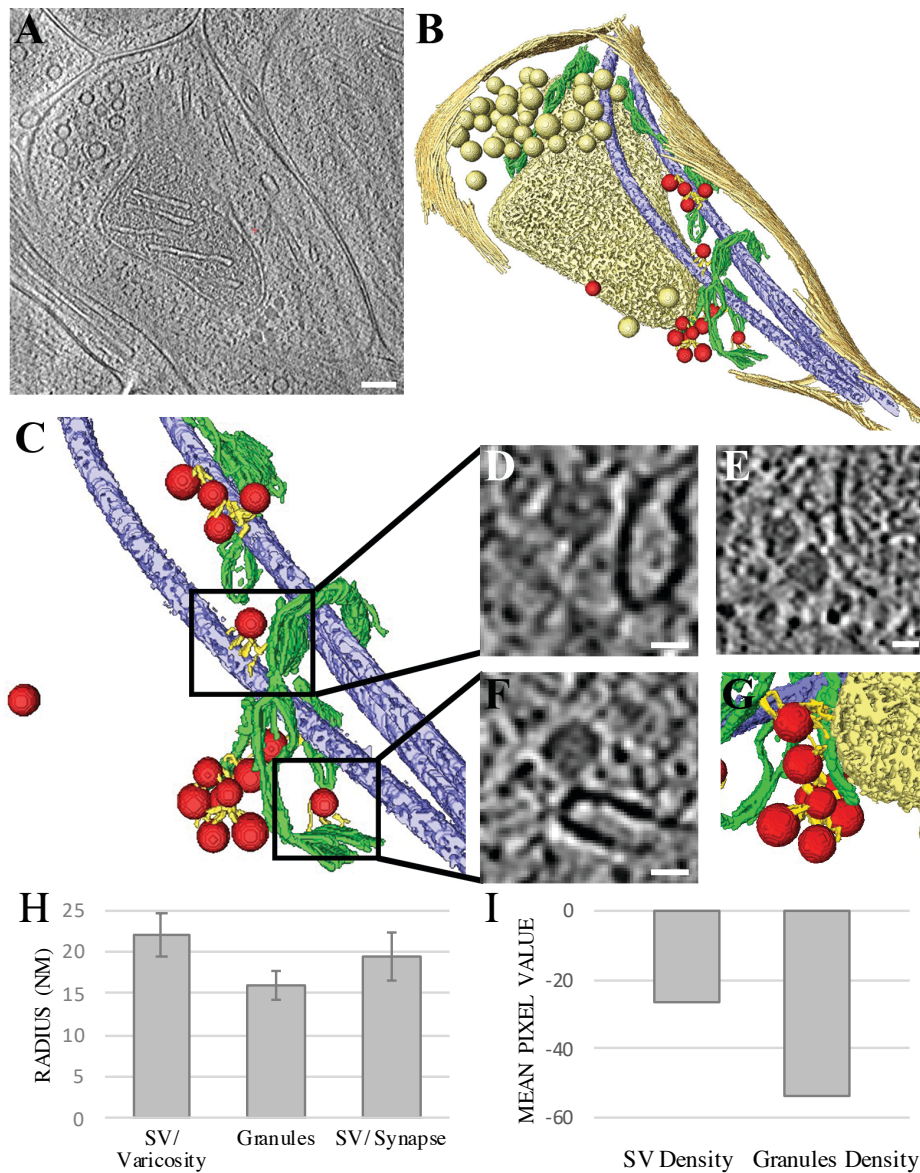 A
B
C
D
E
F
G
H
I
25
20
15
10
5
0
RADIUS (NM)
SV/
Varicosity
Granules
SV/ Synapse
0
-20
-40
-60
MEAN PIXEL VALUE
SV Density
Granules Density